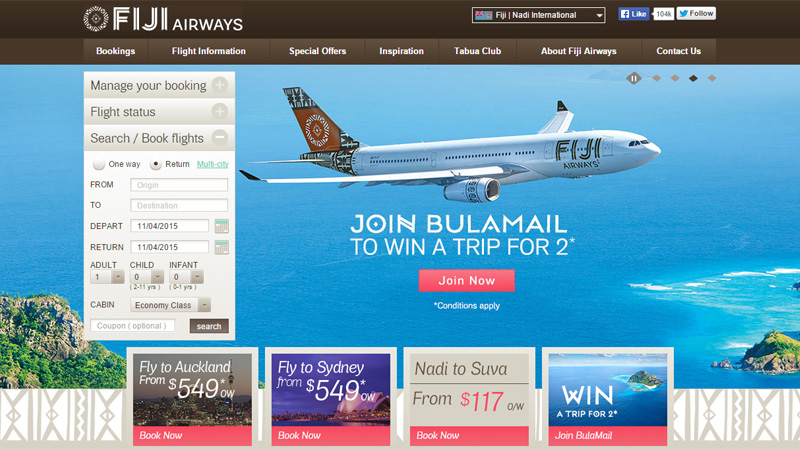 FIJI AIRWAYS
Fiji | Nadi International
Like 104k Follow
Bookings Flight Information Special Offers Inspiration Tabua Club About Fiji Airways Contact Us
Manage your booking
Flight status
Search / Book flights
One way Return Multi-city
FROM Origin
TO Destination
DEPART 11/04/2015
RETURN 11/04/2015
ADULT CHILD INFANT
1 0 0
( 2-11 yrs ) ( 0-1 yrs )
CABIN Economy Class
Coupon ( optional ) search
FIJI
AIRWAYS
JOIN BULAMAIL
TO WIN A TRIP FOR 2*
Join Now
*Conditions apply
Fly to Auckland
From $549* OW
Book Now
Fly to Sydney
from $549* OW
Book Now
Nadi to Suva
From $117 O/W
Book Now
WIN
A TRIP FOR 2*
Join BulaMail